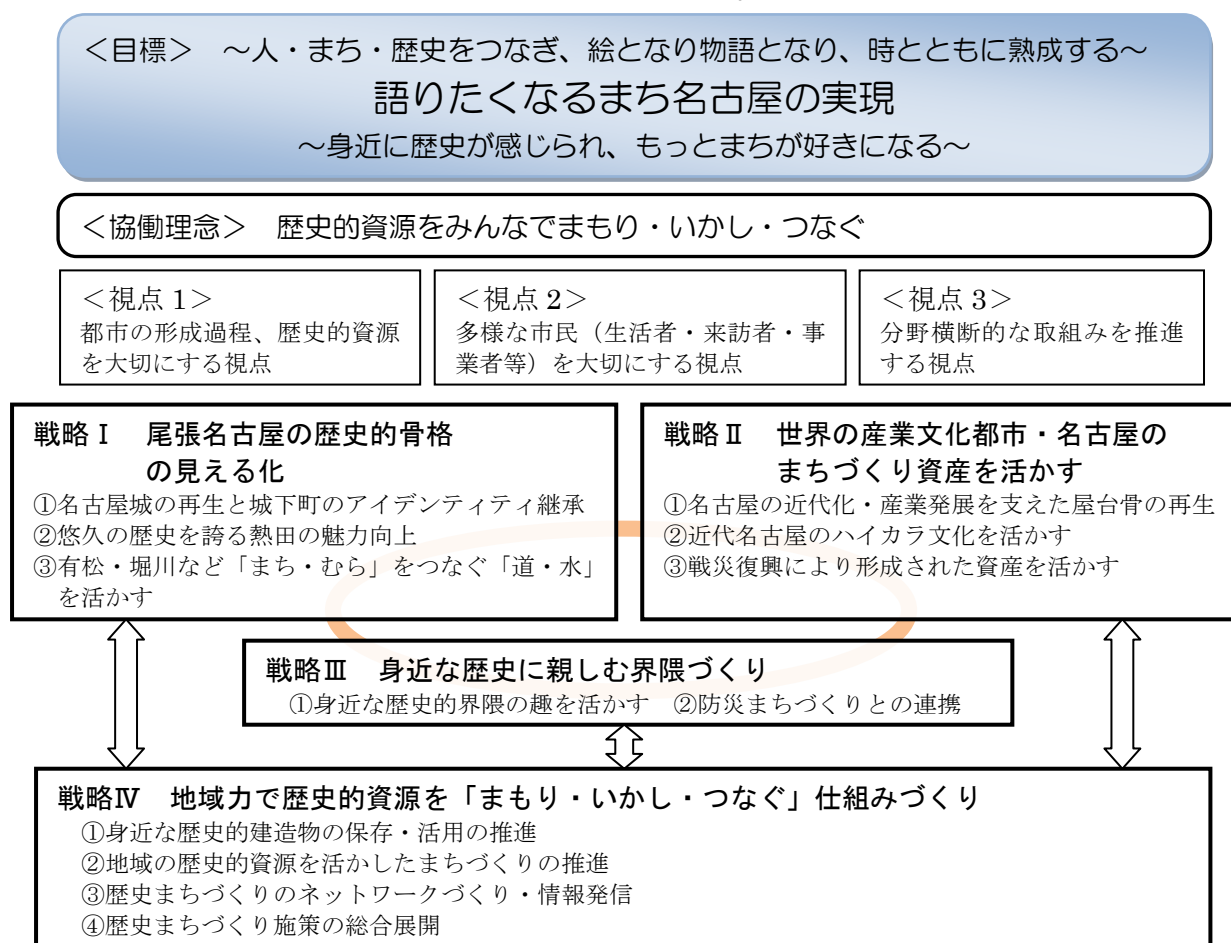 ＜目標＞　～人・まち・歴史をつなぎ、絵となり物語となり、時とともに熟成する～
語りたくなるまち名古屋の実現
～身近に歴史が感じられ、もっとまちが好きになる～
＜協働理念＞　歴史的資源をみんなでまもり・いかし・つなぐ
＜視点 1＞
都市の形成過程、歴史的資源
を大切にする視点
＜視点 2＞
多様な市民（生活者・来訪者・事
業者等）を大切にする視点
＜視点 3＞
分野横断的な取組みを推進
する視点
戦略Ⅰ　尾張名古屋の歴史的骨格
の見える化
①名古屋城の再生と城下町のアイデンティティ継承
②悠久の歴史を誇る熱田の魅力向上
③有松・堀川など「まち・むら」をつなぐ「道・水」
を活かす
戦略Ⅱ　世界の産業文化都市・名古屋の
まちづくり資産を活かす
①名古屋の近代化・産業発展を支えた屋台骨の再生
②近代名古屋のハイカラ文化を活かす
③戦災復興により形成された資産を活かす
戦略Ⅲ　身近な歴史に親しむ界隈づくり
①身近な歴史的界隈の趣を活かす　②防災まちづくりとの連携
戦略Ⅳ　地域力で歴史的資源を「まもり・いかし・つなぐ」仕組みづくり
①身近な歴史的建造物の保存・活用の推進
②地域の歴史的資源を活かしたまちづくりの推進
③歴史まちづくりのネットワークづくり・情報発信
④歴史まちづくり施策の総合展開